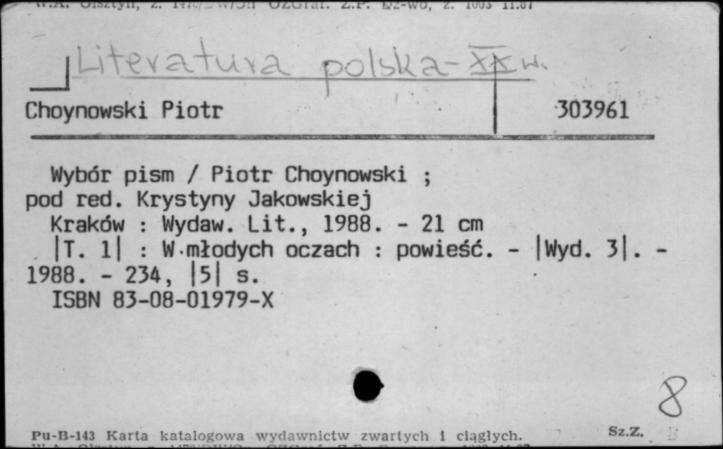 Literatura polska-XX w.
Choynowski Piotr 303961
Wybór pism / Piotr Choynowski ;
pod red. Krystyny Jakowskiej
Kraków : Wydaw. Lit., 1988. - 21 cm
|T. 1| : W młodych oczach : powieść. - |Wyd. 3|. -
1988. - 234, |5| s.
ISBN 83-08-01979-X
8
Pu-B-143 Karta katalogowa wydawnictw zwartych i ciągłych. Sz.Z.